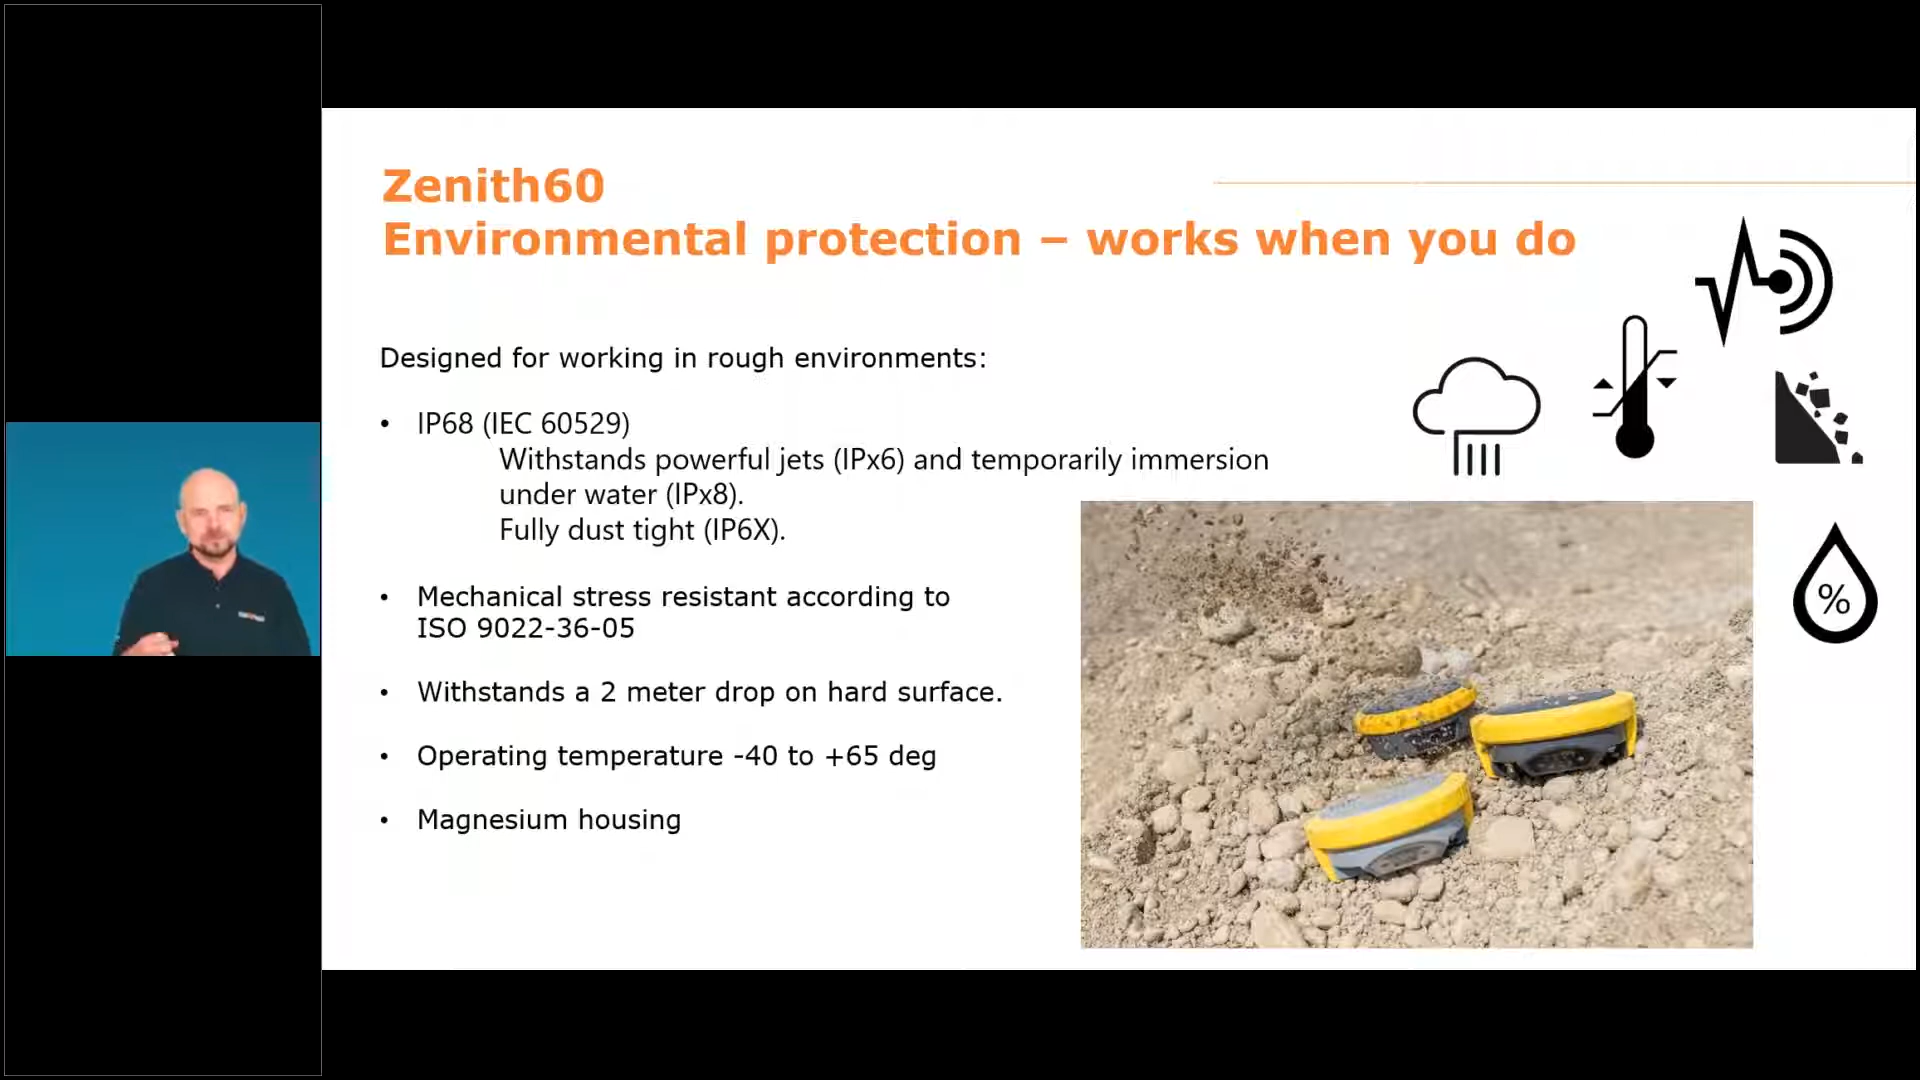 Zenith60
Environmental protection – works when you do
Designed for working in rough environments:
• IP68 (IEC 60529)
Withstands powerful jets (IPx6) and temporarily immersion
under water (IPx8).
Fully dust tight (IP6X).
• Mechanical stress resistant according to
ISO 9022-36-05
• Withstands a 2 meter drop on hard surface.
• Operating temperature -40 to +65 deg
• Magnesium housing
%